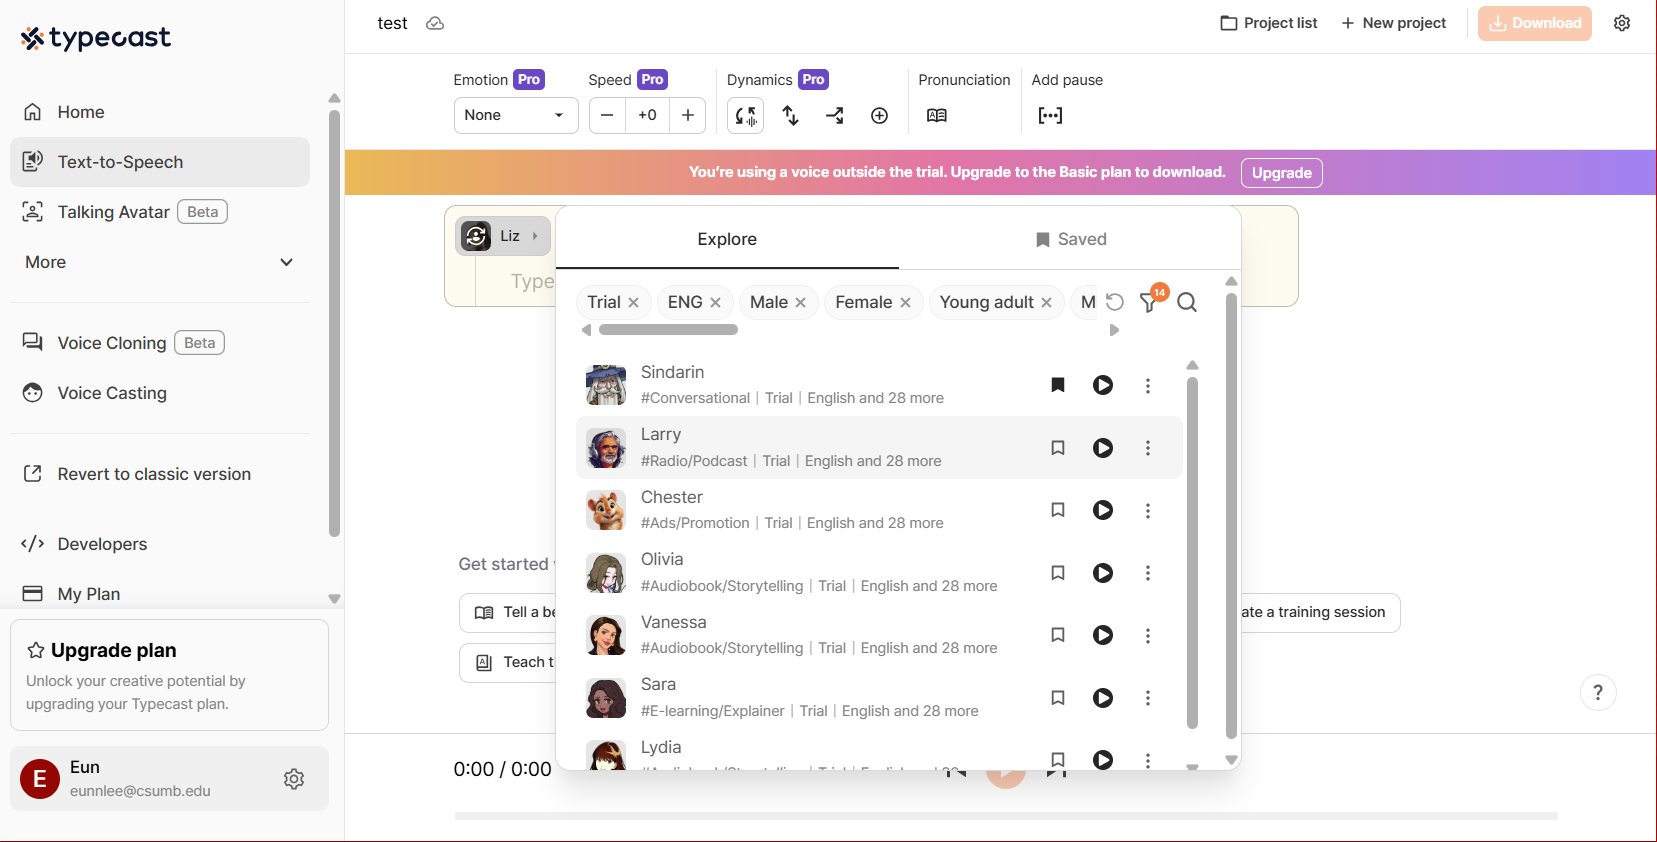 typecast
Home
Text-to-Speech
Talking Avatar Beta
More
Voice Cloning Beta
Voice Casting
Revert to classic version
Developers
My Plan
Upgrade plan
Unlock your creative potential by
upgrading your Typecast plan.
E
Eun
eunnlee@csumb.edu
test
Project list
New project
Download
Emotion Pro
Speed Pro
Dynamics Pro
Pronunciation
Add pause
None
+0
You're using a voice outside the trial. Upgrade to the Basic plan to download.
Upgrade
Liz
Type
Explore
Saved
Trial
ENG
Male
Female
Young adult
M
14
Sindarin
#Conversational | Trial | English and 28 more
Larry
#Radio/Podcast | Trial | English and 28 more
Chester
#Ads/Promotion | Trial | English and 28 more
Olivia
#Audiobook/Storytelling | Trial | English and 28 more
Vanessa
#Audiobook/Storytelling | Trial | English and 28 more
Sara
#E-learning/Explainer | Trial | English and 28 more
Lydia
Get started
Tell a be
ate a training session
Teach t
?
0:00 / 0:00